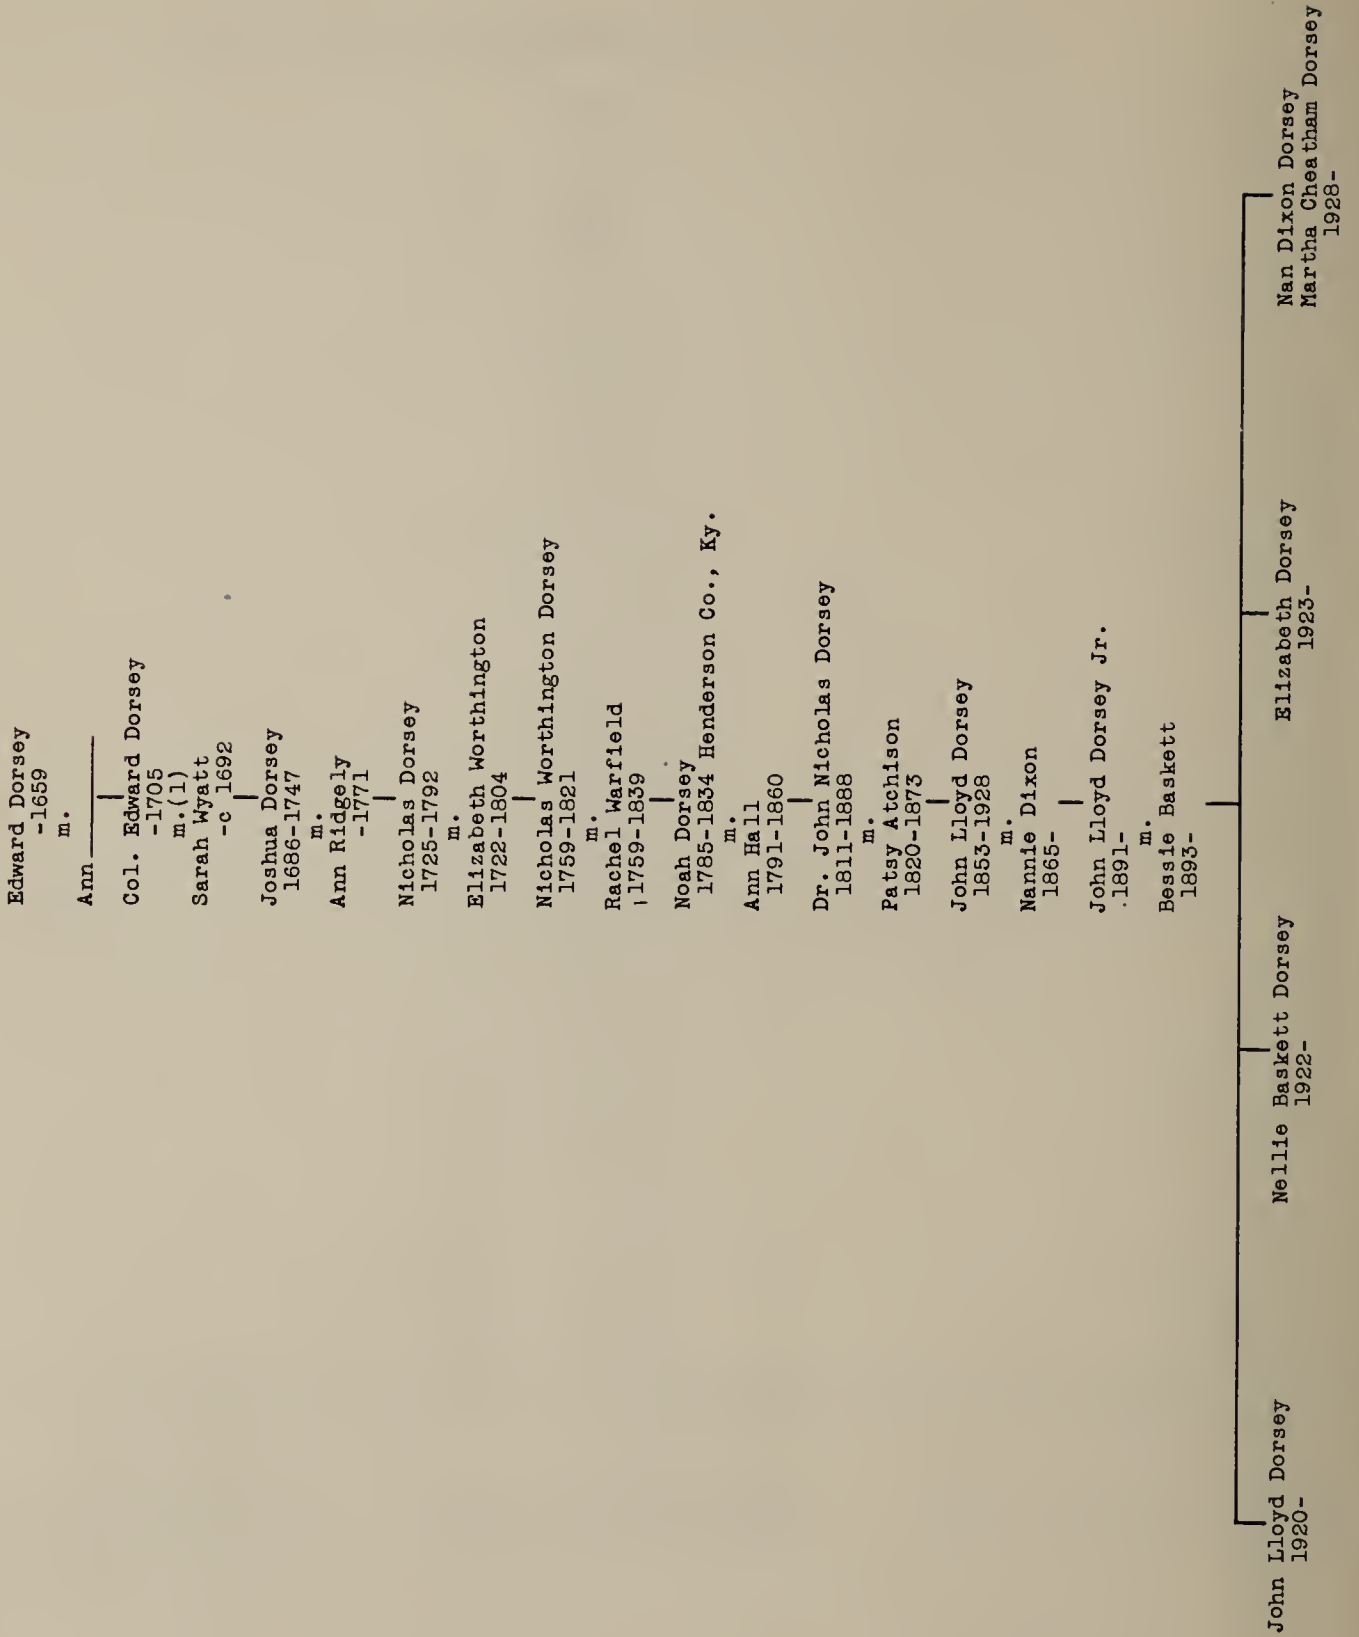 Edward Dorsey
-1659
m.
Ann
Col. Edward Dorsey
-1705
m.(1)
Sarah Wyatt
-c 1692
Joshua Dorsey
1686-1747
m.
Ann Ridgely
-1771
Nicholas Dorsey
1725-1792
m.
Elizabeth Worthington
1722-1804
Nicholas Worthington Dorsey
1759-1821
m.
Rachel Warfield
1759-1839
Noah Dorsey
1785-1834 Henderson Co., Ky.
m.
Ann Hall
1791-1860
Dr. John Nicholas Dorsey
1811-1888
m.
Patsy Atchison
1820-1873
John Lloyd Dorsey
1853-1928
m.
Nannie Dixon
1865-
John Lloyd Dorsey Jr.
1891-
m.
Bessie Baskett
1893-
John Lloyd Dorsey
1920-
Nellie Baskett Dorsey
1922-
Elizabeth Dorsey
1923-
Nan Dixon Dorsey
Martha Cheatham Dorsey
1928-